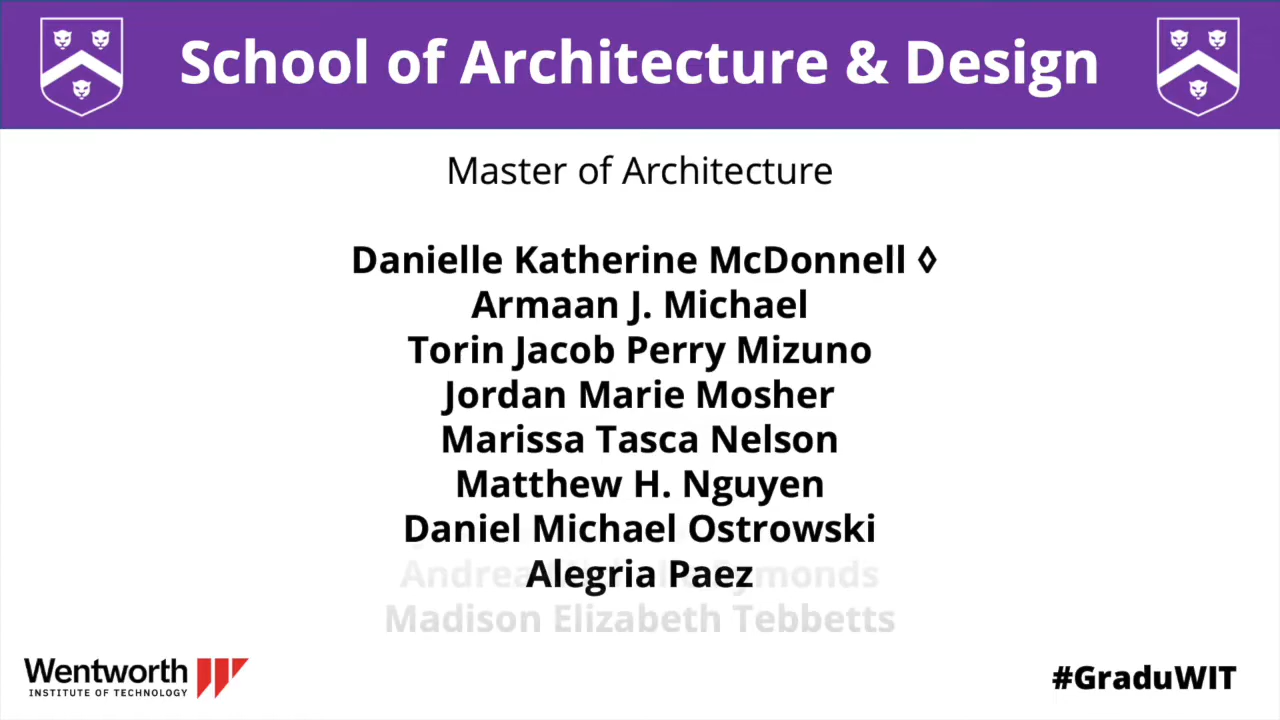 School of Architecture & Design
Master of Architecture
Danielle Katherine McDonnell ◊
Armaan J. Michael
Torin Jacob Perry Mizuno
Jordan Marie Mosher
Marissa Tasca Nelson
Matthew H. Nguyen
Daniel Michael Ostrowski
Alegria Paez
Madison Elizabeth Tebbetts
Wentworth
INSTITUTE OF TECHNOLOGY
#GraduWIT